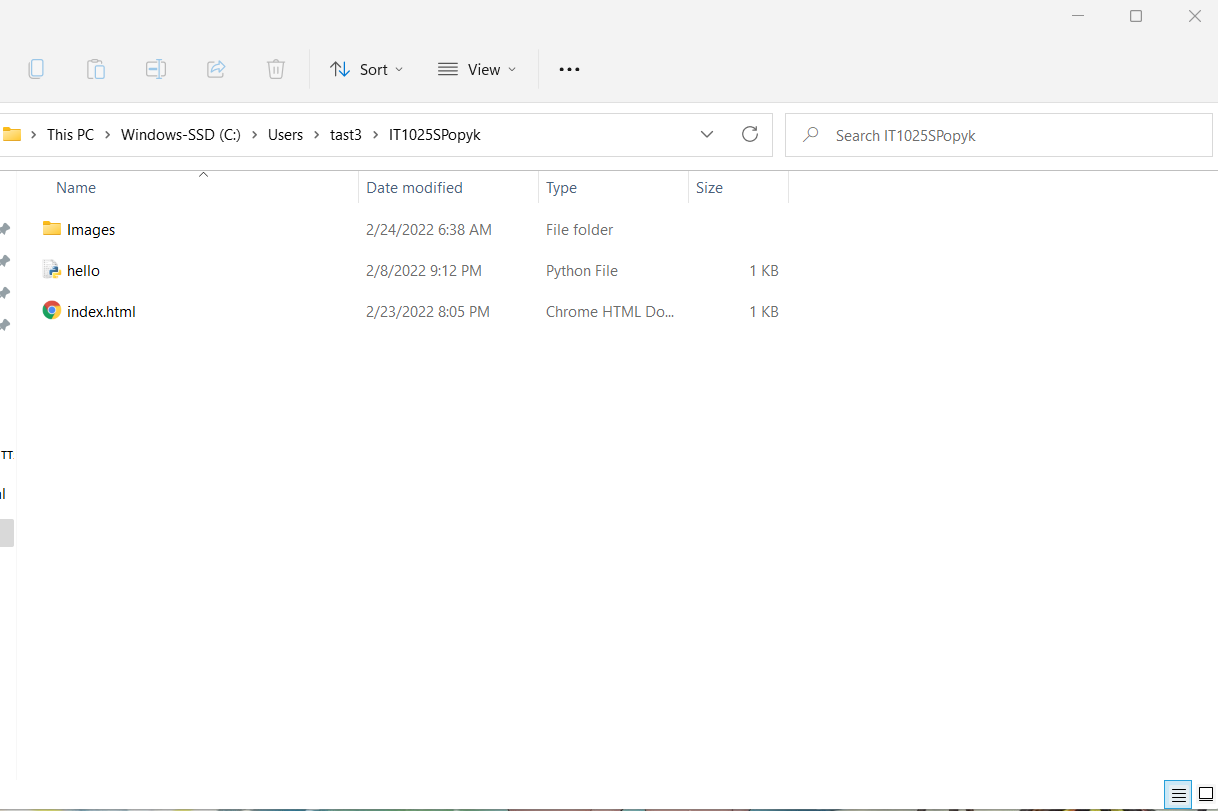 Sort View
This PC Windows-SSD (C:) Users tast3 IT1025SPopyk Search IT1025SPopyk
Name Date modified Type Size
Images 2/24/2022 6:38 AM File folder
hello 2/8/2022 9:12 PM Python File 1 KB
index.html 2/23/2022 8:05 PM Chrome HTML Do... 1 KB